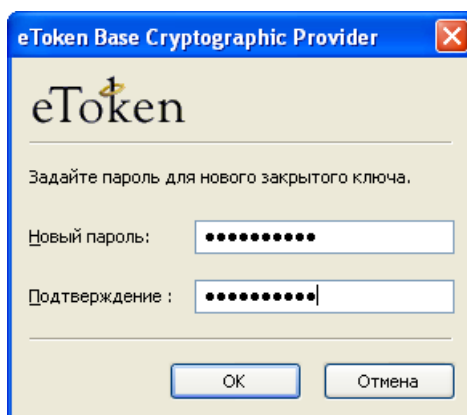 eToken Base Cryptographic Provider
eToken
Задайте пароль для нового закрытого ключа.
Новый пароль: ●●●●●●●●●●
Подтверждение : ●●●●●●●●●●
OK Отмена